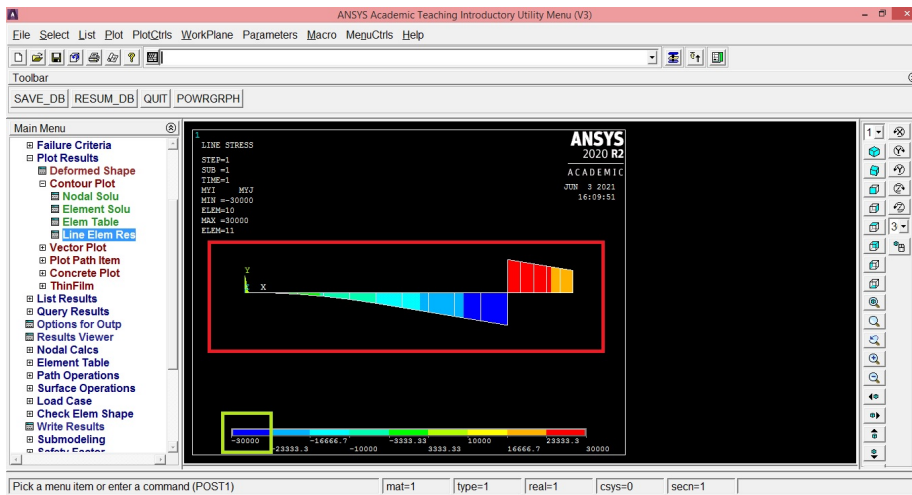 ANSYS Academic Teaching Introductory Utility Menu (V3)
File Select List Plot PlotCtrls WorkPlane Parameters Macro MenuCtrls Help
Toolbar
SAVE_DB RESUM_DB QUIT POWRGRPH
Main Menu
Failure Criteria
Plot Results
Deformed Shape
Contour Plot
Nodal Solu
Element Solu
Elem Table
Line Elem Res
Vector Plot
Plot Path Item
Concrete Plot
ThinFilm
List Results
Query Results
Options for Outp
Results Viewer
Nodal Calcs
Element Table
Path Operations
Surface Operations
Load Case
Check Elem Shape
Write Results
Submodeling
Safety Factor
1
LINE STRESS
STEP=1
SUB =1
TIME=1
MYI MYJ
MIN =-30000
ELEM=10
MAX =30000
ELEM=11
ANSYS
2020 R2
ACADEMIC
JUN 3 2021
16:09:51
Y
X
-30000 -16666.7 -3333.33 10000 23333.3
-23333.3 -10000 3333.33 16666.7 30000
1
3
Pick a menu item or enter a command (POST1) mat=1 type=1 real=1 csys=0 secn=1